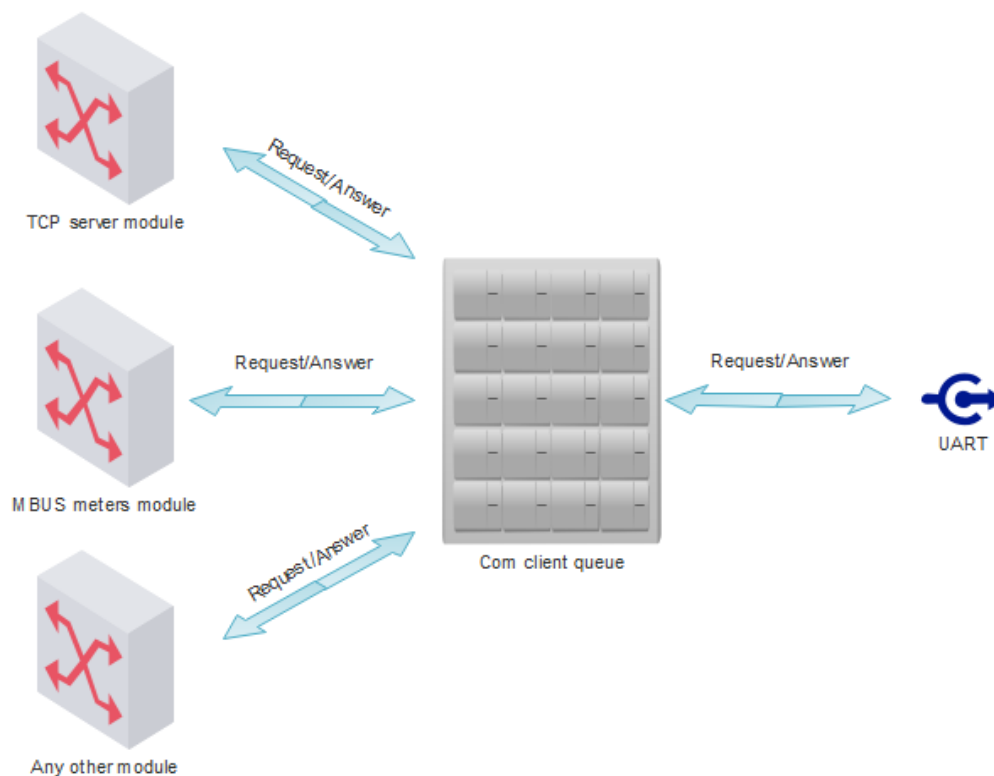 Request/Answer
TCP server module
Request/Answer
Request/Answer
UART
MBUS meters module
Request/Answer
Com client queue
Any other module